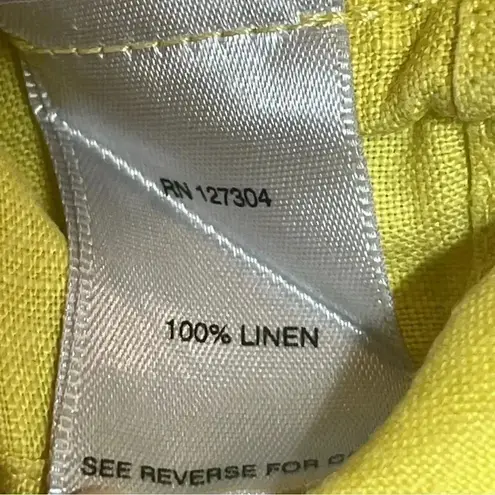 RN 127304
100% LINEN
SEE REVERSE FOR